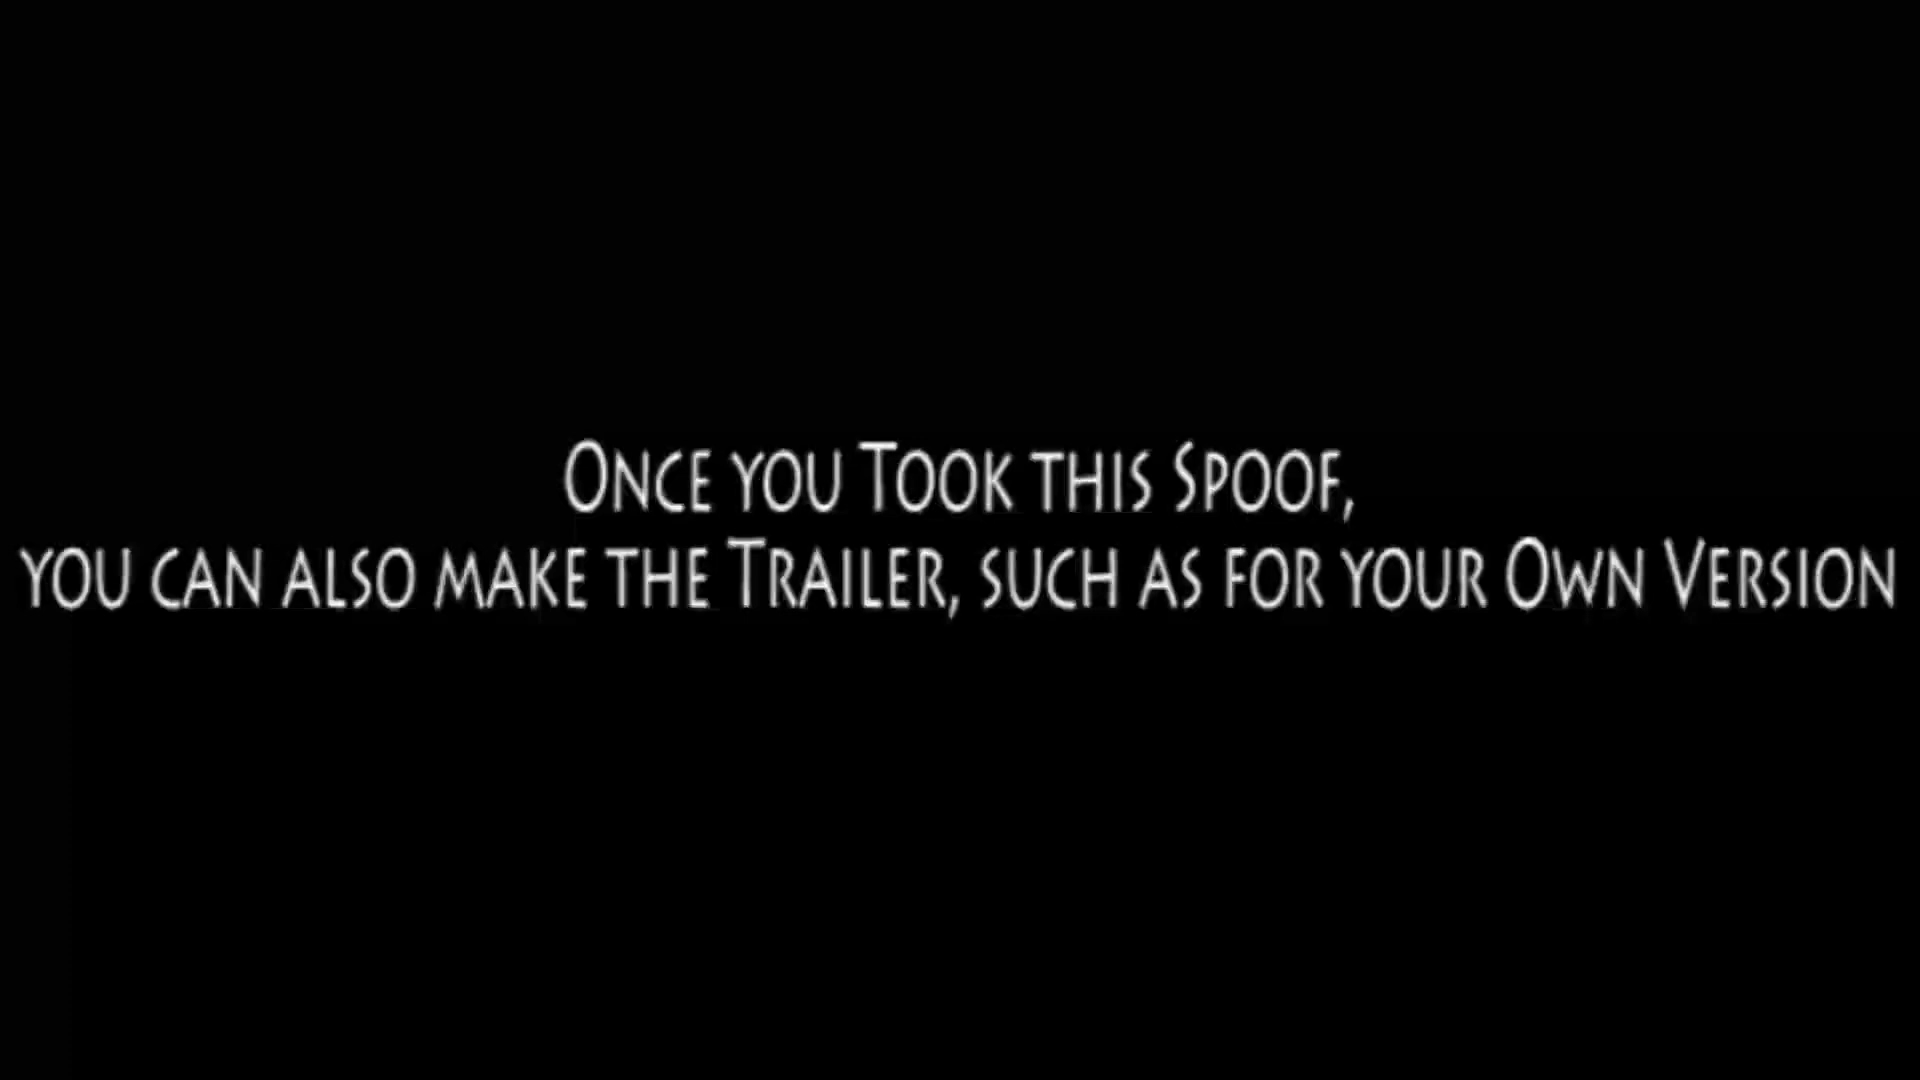 Once you Took this Spoof,
you can also make the Trailer, such as for your Own Version